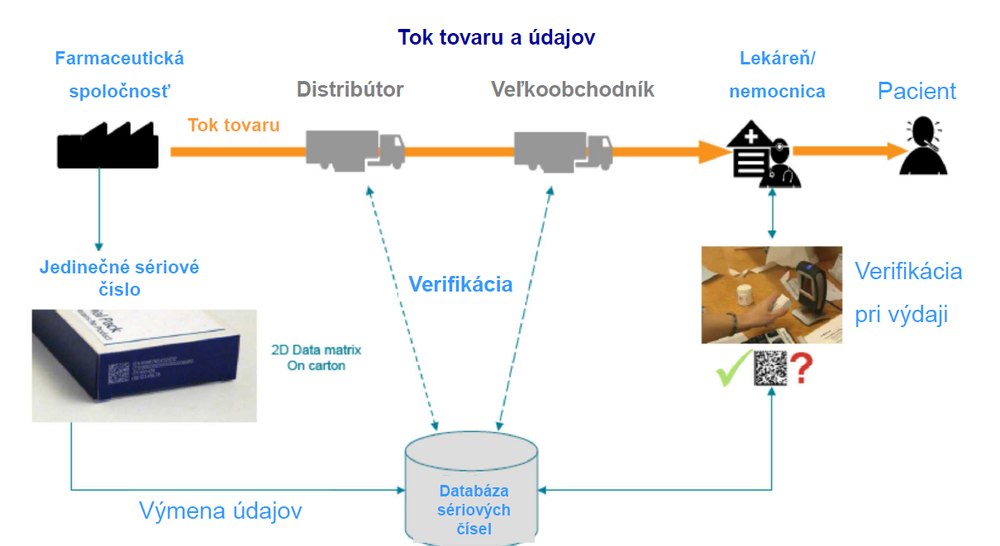 Tok tovaru a údajov
Farmaceutická
spoločnosť
Distribútor
Veľkoobchodník
Lekáreň/
nemocnica
Pacient
Tok tovaru
Jedinečné sériové
číslo
Verifikácia
Verifikácia
pri výdaji
2D Data matrix
On carton
?
Databáza
sériových
čísel
Výmena údajov